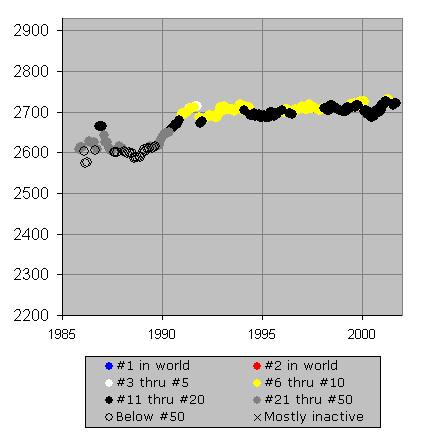 2900
2800
2700
2600
2500
2400
2300
2200
1985 1990 1995 2000
#1 in world #2 in world
#3 thru #5 #6 thru #10
#11 thru #20 #21 thru #50
Below #50 Mostly inactive